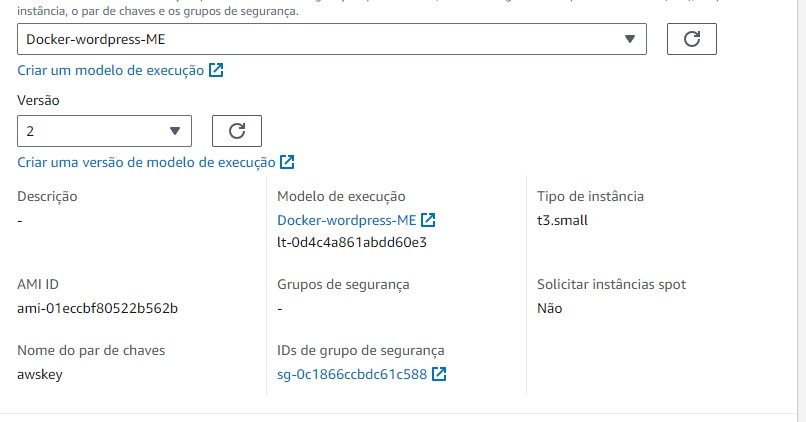 instância, o par de chaves e os grupos de segurança.
Docker-wordpress-ME
Criar um modelo de execução
Versão
2
Criar uma versão de modelo de execução
Descrição
-
Modelo de execução
Docker-wordpress-ME
lt-0d4c4a861abdd60e3
Tipo de instância
t3.small
AMI ID
ami-01eccbf80522b562b
Grupos de segurança
-
Solicitar instâncias spot
Não
Nome do par de chaves
awskey
IDs de grupo de segurança
sg-0c1866ccbdc61c588